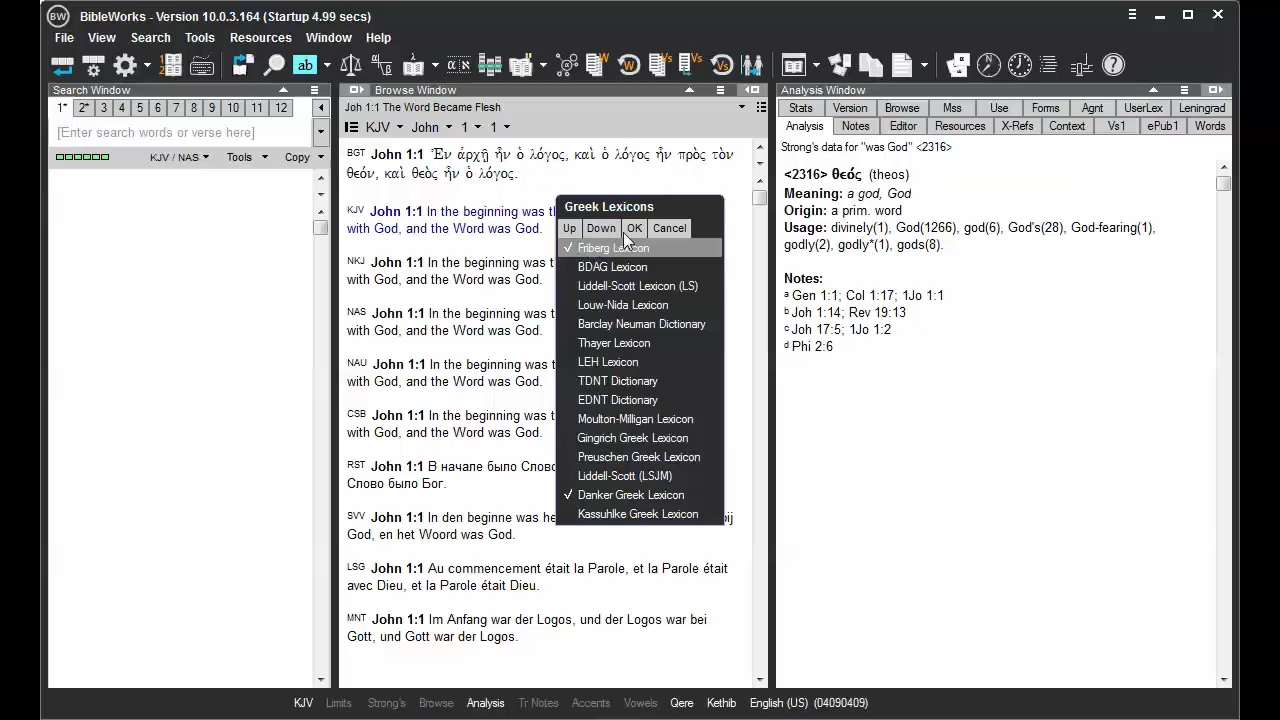 BW BibleWorks - Version 10.0.3.164 (Startup 4.99 secs)
File View Search Tools Resources Window Help
Search Window
1* 2* 3 4 5 6 7 8 9 10 11 12
[Enter search words or verse here]
KJV / NAS Tools Copy
Browse Window
Joh 1:1 The Word Became Flesh
KJV John 1 1
BGT John 1:1 Ἐν ἀρχῇ ἦν ὁ λόγος, καὶ ὁ λόγος ἦν πρὸς τὸν
θεόν, καὶ θεὸς ἦν ὁ λόγος.
KJV John 1:1 In the beginning was t
with God, and the Word was God.
NKJ John 1:1 In the beginning was t
with God, and the Word was God.
NAS John 1:1 In the beginning was t
with God, and the Word was God.
NAU John 1:1 In the beginning was t
with God, and the Word was God.
CSB John 1:1 In the beginning was t
with God, and the Word was God.
RST John 1:1 В начале было Слово
Слово было Бог.
SVV John 1:1 In den beginne was he bij
God, en het Woord was God.
LSG John 1:1 Au commencement était la Parole, et la Parole était
avec Dieu, et la Parole était Dieu.
MNT John 1:1 Im Anfang war der Logos, und der Logos war bei
Gott, und Gott war der Logos.
Greek Lexicons
Up Down OK Cancel
Friberg Lexicon
BDAG Lexicon
Liddell-Scott Lexicon (LS)
Louw-Nida Lexicon
Barclay Neuman Dictionary
Thayer Lexicon
LEH Lexicon
TDNT Dictionary
EDNT Dictionary
Moulton-Milligan Lexicon
Gingrich Greek Lexicon
Preuschen Greek Lexicon
Liddell-Scott (LSJM)
Danker Greek Lexicon
Kassuhlke Greek Lexicon
Analysis Window
Stats Version Browse Mss Use Forms Agnt UserLex Leningrad
Analysis Notes Editor Resources X-Refs Context Vs1 ePub1 Words
Strong's data for "was God" <2316>
<2316> θεός (theos)
Meaning: a god, God
Origin: a prim. word
Usage: divinely(1), God(1266), god(6), God's(28), God-fearing(1),
godly(2), godly*(1), gods(8).
Notes:
a Gen 1:1; Col 1:17; 1Jo 1:1
b Joh 1:14; Rev 19:13
c Joh 17:5; 1Jo 1:2
d Phi 2:6
KJV Limits Strong's Browse Analysis Tr Notes Accents Vowels Qere Kethib English (US) (04090409)